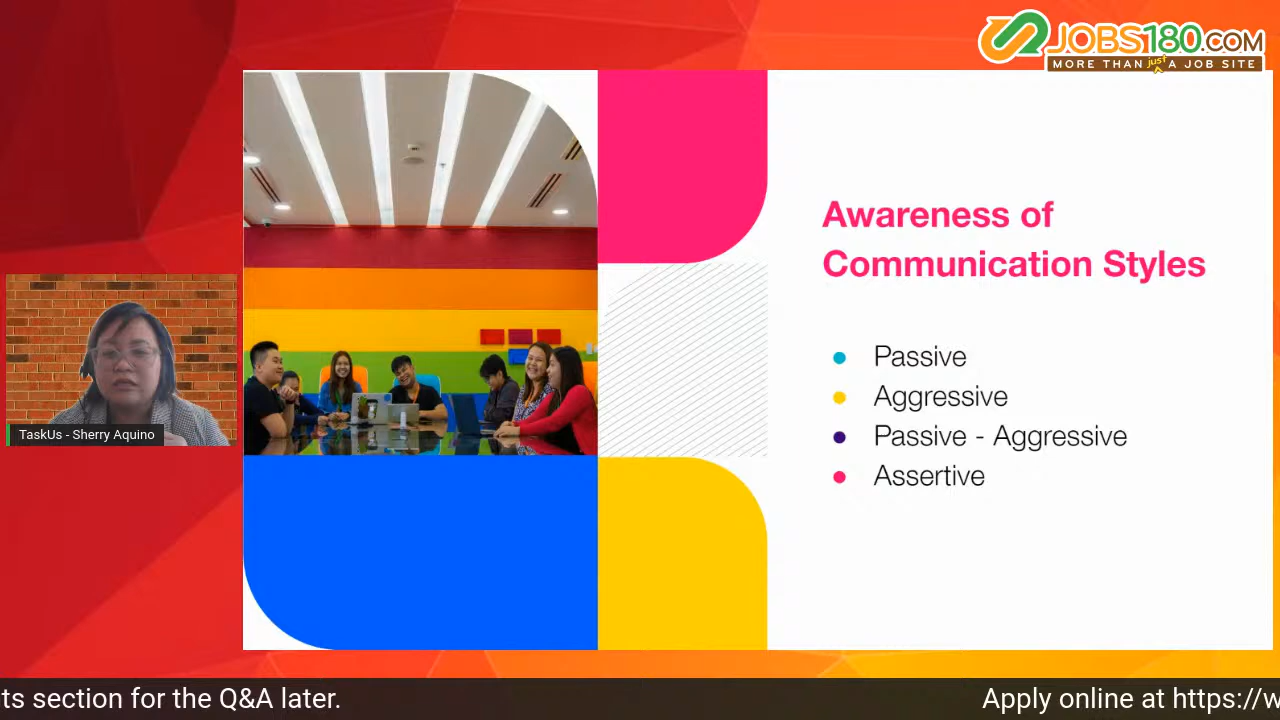 JOBS180.COM
MORE THAN just A JOB SITE
Awareness of
Communication Styles
Passive
Aggressive
Passive - Aggressive
Assertive
TaskUs - Sherry Aquino
ts section for the Q&A later.
Apply online at https://w